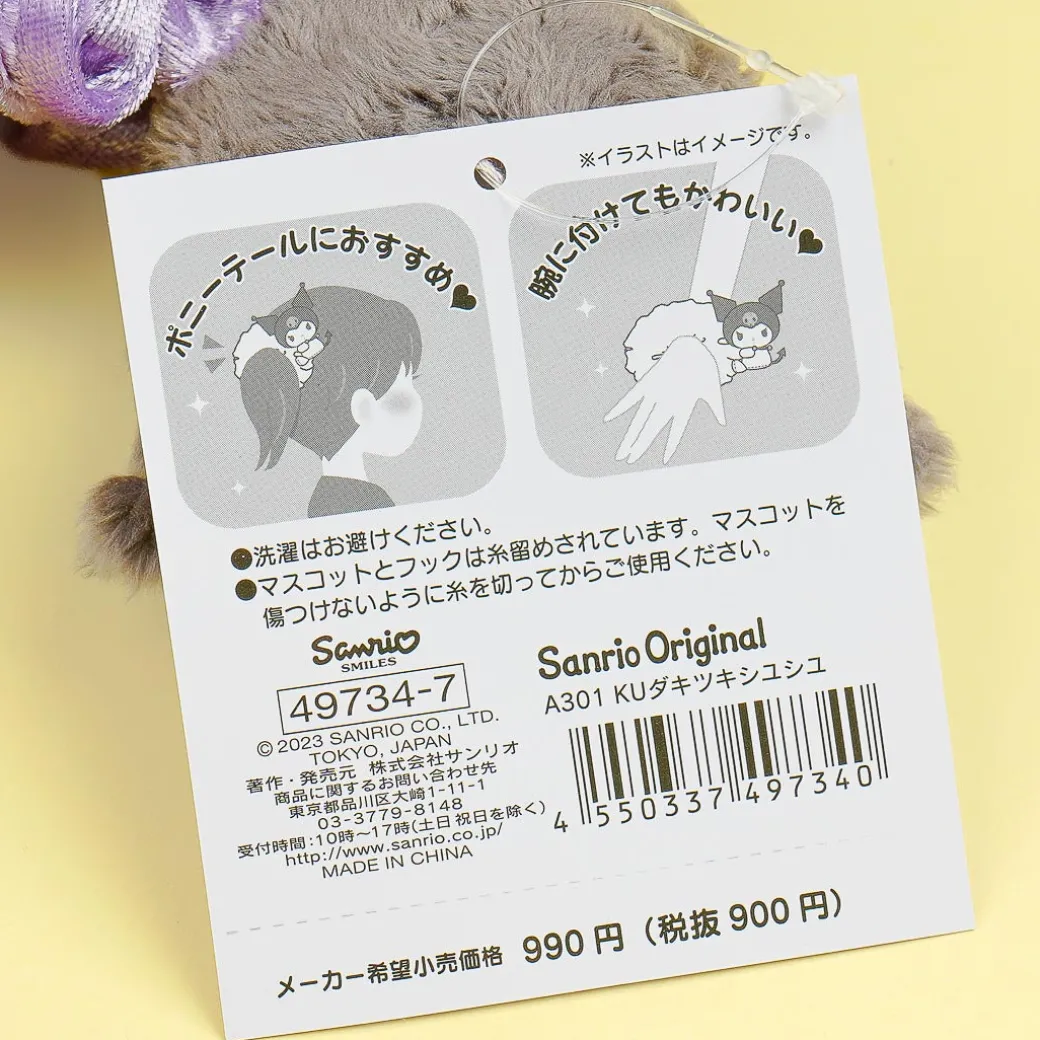 ※イラストはイメージです。
ポニーテールにおすすめ♥
腕に付けてもかわいい♥
●洗濯はお避けください。
●マスコットとフックは糸留めされています。マスコットを
傷つけないように糸を切ってからご使用ください。
Sanrio
SMILES
49734-7
© 2023 SANRIO CO., LTD.
TOKYO, JAPAN
著作・発売元 株式会社サンリオ
商品に関するお問い合わせ先
東京都品川区大崎1-11-1
03-3779-8148
受付時間:10時～17時(土日祝日を除く)
http://www.sanrio.co.jp/
MADE IN CHINA
Sanrio Original
A301 KUダキツキシユシユ
4 550337 497340
メーカー希望小売価格 990円（税抜900円）